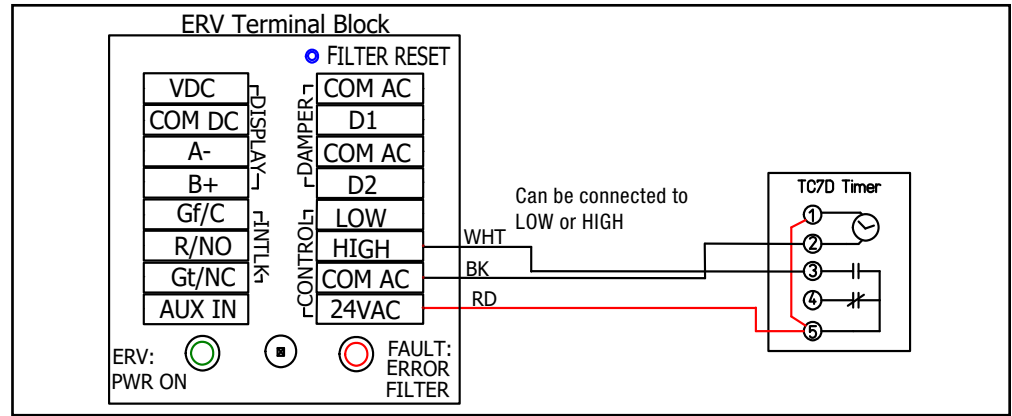 ERV Terminal Block
FILTER RESET
VDC
COM DC
A-
B+
Gf/C
R/NO
Gt/NC
AUX IN
DISPLAY
INTLK
DAMPER
CONTROL
COM AC
D1
COM AC
D2
LOW
HIGH
COM AC
24VAC
ERV:
PWR ON
FAULT:
ERROR
FILTER
WHT
BK
RD
Can be connected to
LOW or HIGH
TC7D Timer
1
2
3
4
5